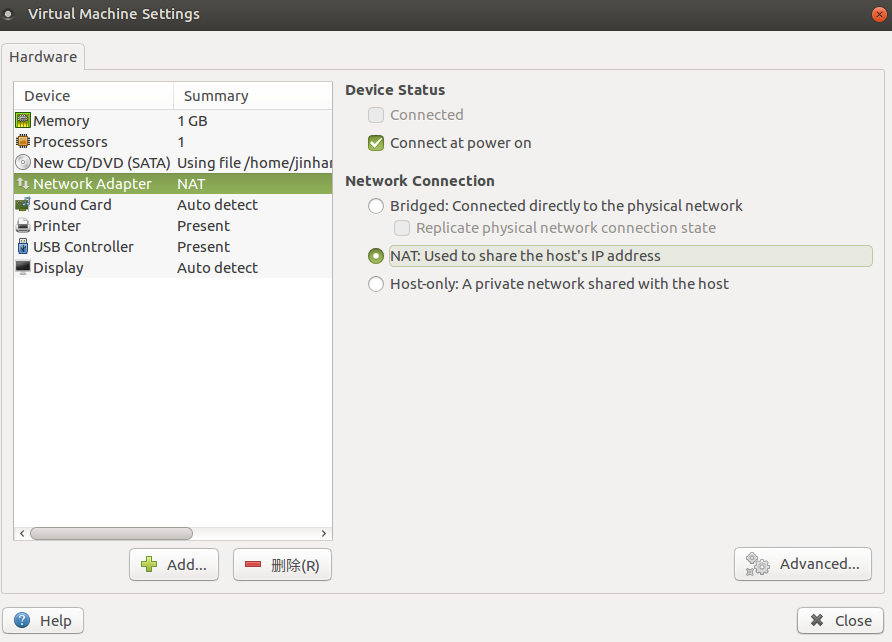 Virtual Machine Settings
Hardware
Device Summary
Memory 1 GB
Processors 1
New CD/DVD (SATA) Using file /home/jinhar
Network Adapter NAT
Sound Card Auto detect
Printer Present
USB Controller Present
Display Auto detect
Add...
删除(R)
Device Status
Connected
Connect at power on
Network Connection
Bridged: Connected directly to the physical network
Replicate physical network connection state
NAT: Used to share the host's IP address
Host-only: A private network shared with the host
Advanced...
Help
Close